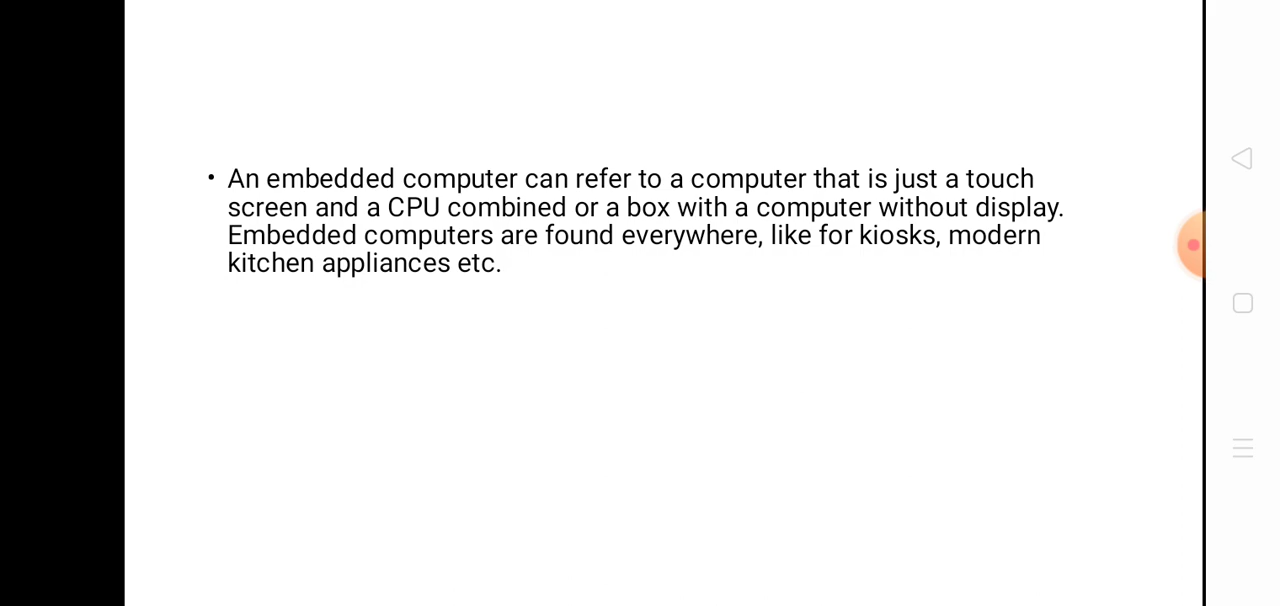 • An embedded computer can refer to a computer that is just a touch
screen and a CPU combined or a box with a computer without display.
Embedded computers are found everywhere, like for kiosks, modern
kitchen appliances etc.